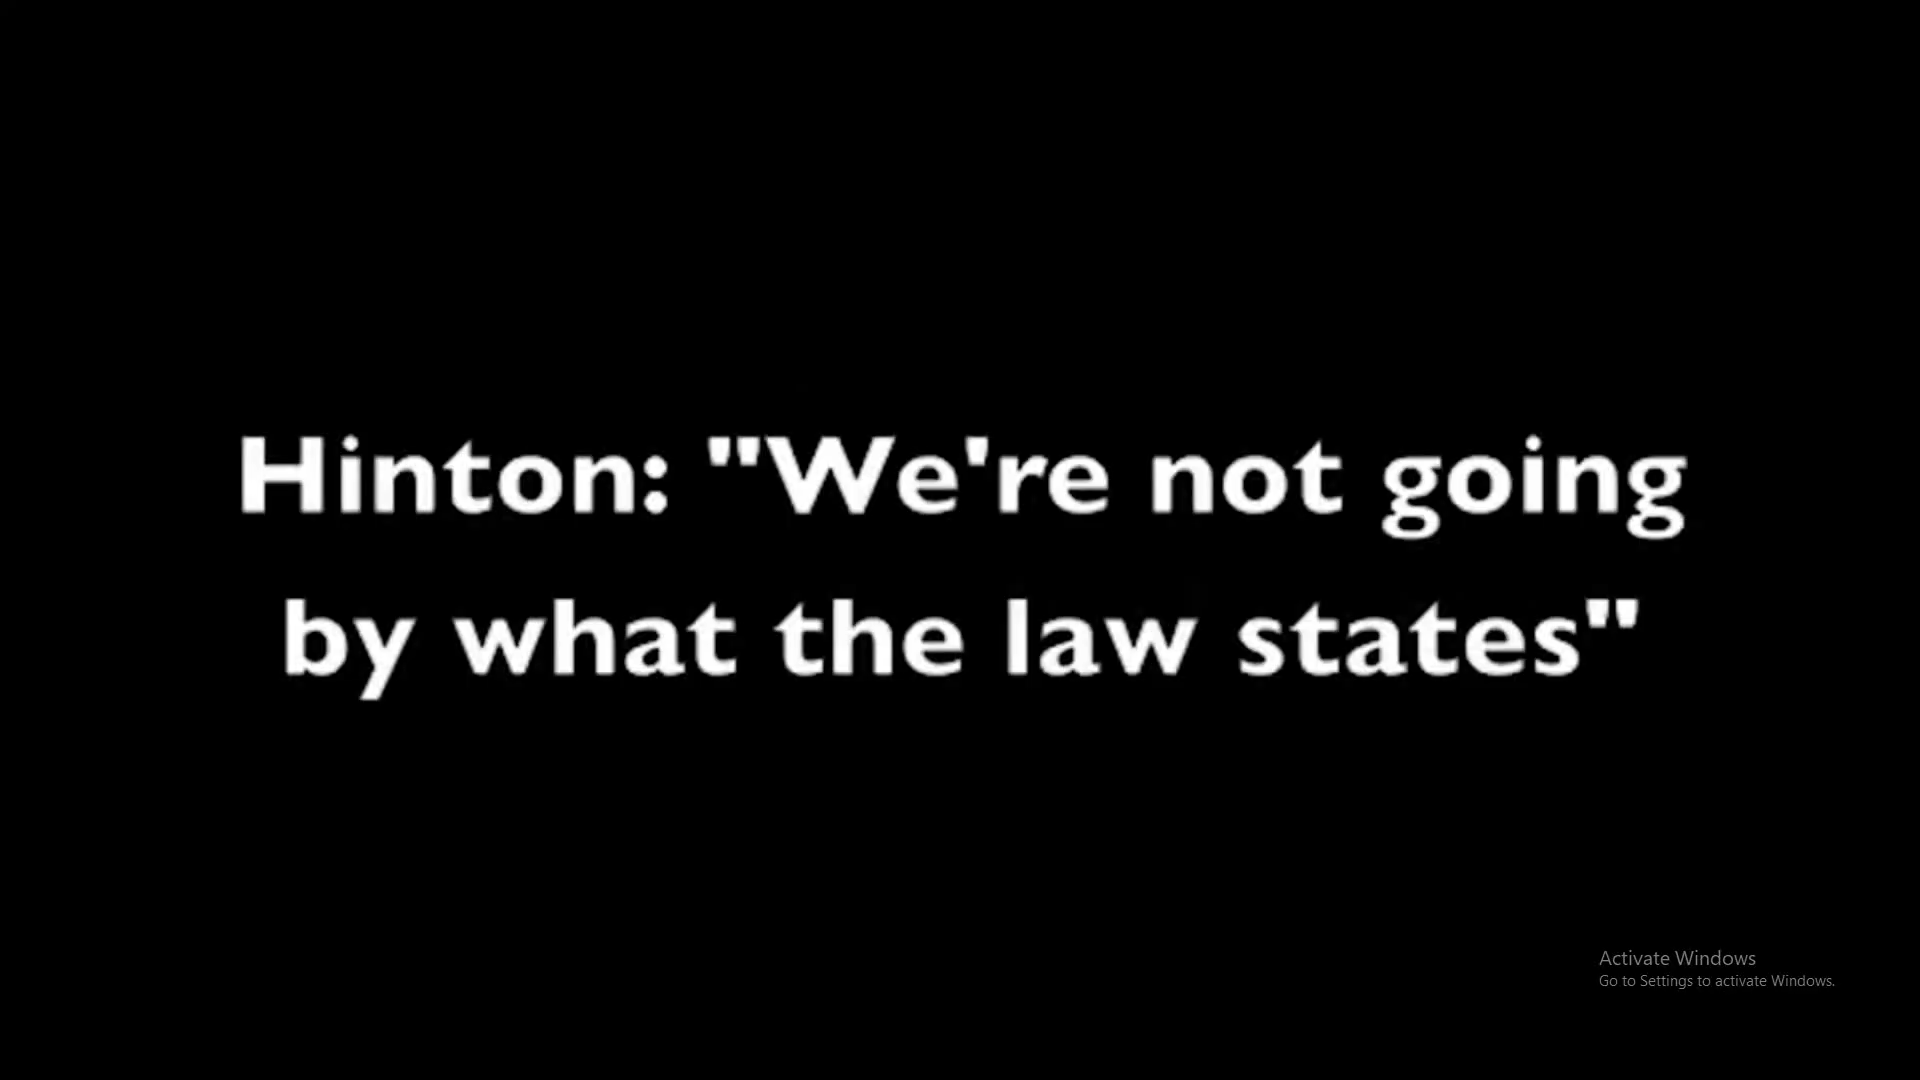 Hinton: "We're not going
by what the law states"
Activate Windows
Go to Settings to activate Windows.